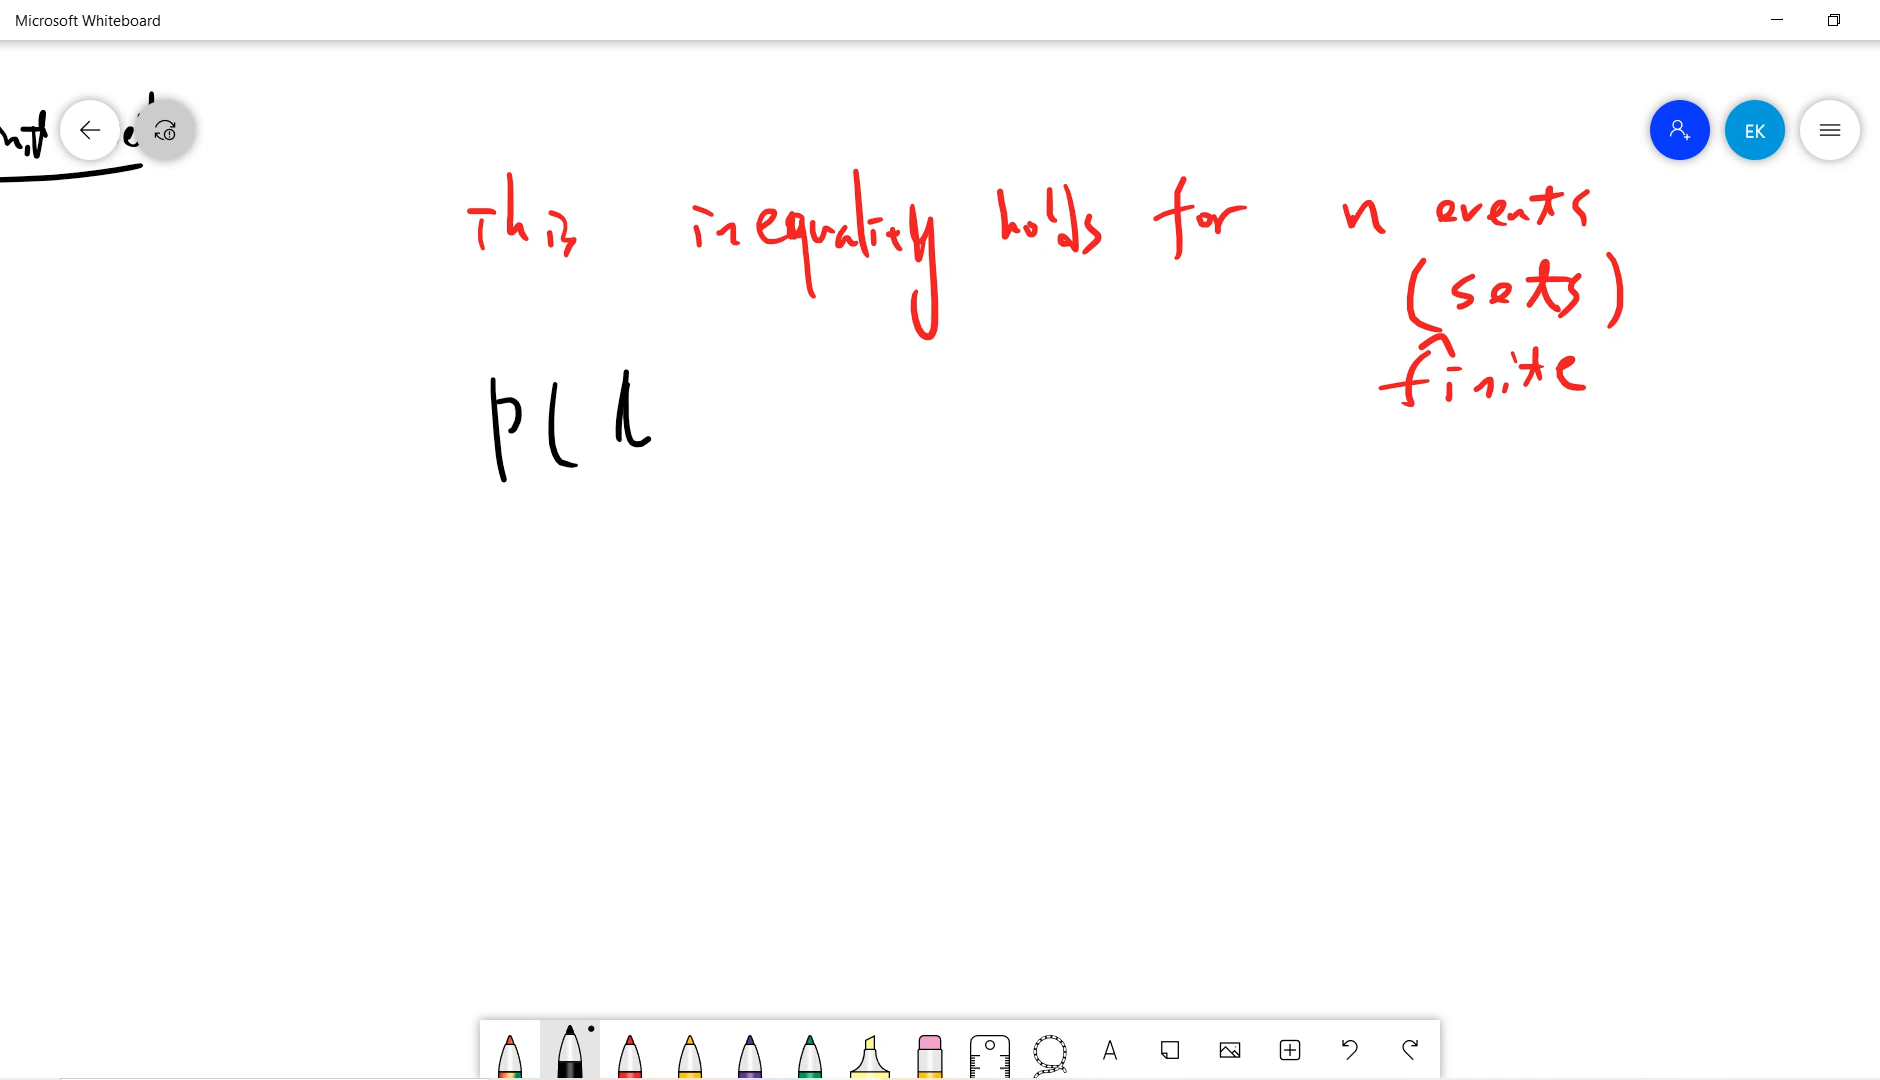 Microsoft Whiteboard
EK
This inequality holds for n events
(sets)
finite
P(
A